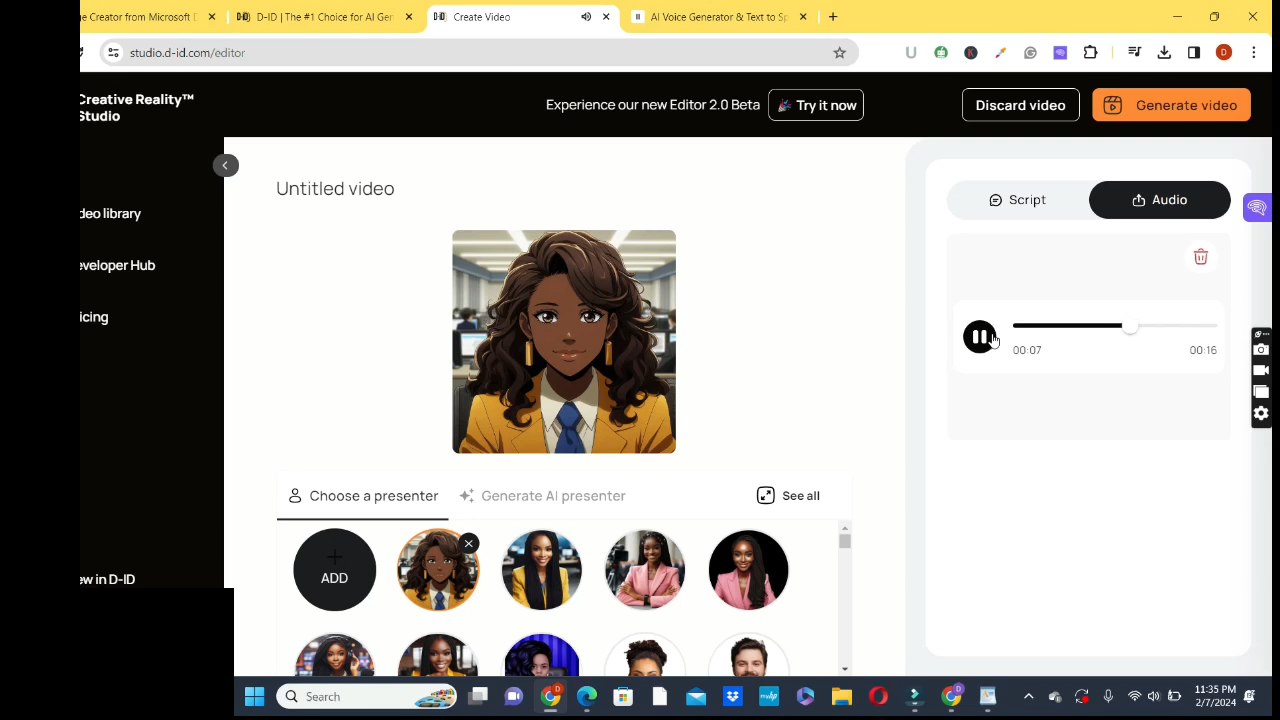 ge Creator from Microsoft D
D-ID | The #1 Choice for AI Gen
Create Video
AI Voice Generator & Text to Sp
studio.d-id.com/editor
Creative Reality™
Studio
Experience our new Editor 2.0 Beta
Try it now
Discard video
Generate video
Untitled video
Script
Audio
deo library
eveloper Hub
icing
00:07
00:16
Choose a presenter
Generate AI presenter
See all
ADD
ew in D-ID
Search
11:35 PM
2/7/2024